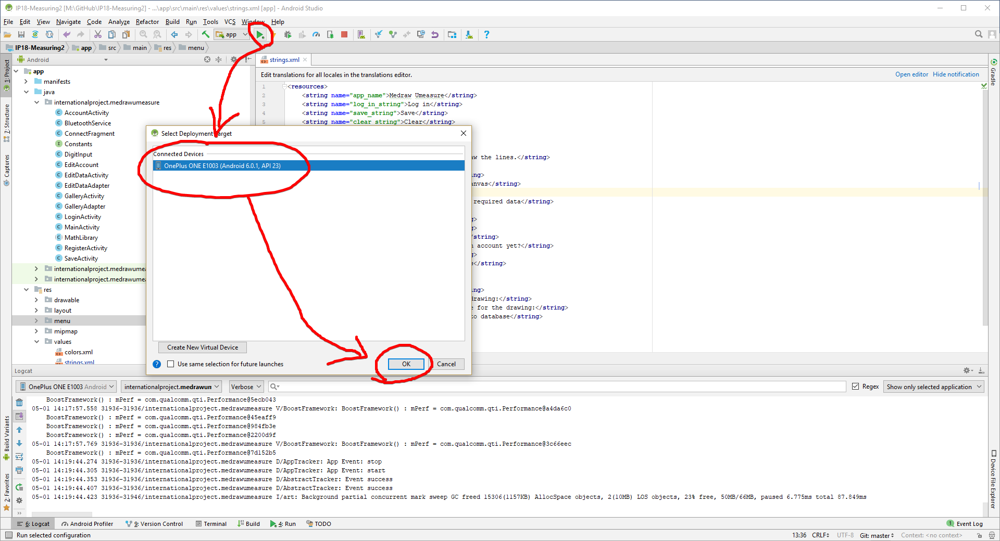 IP18-Measuring2 [M:\GitHub\IP18-Measuring2] - ...\app\src\main\res\values\strings.xml [app] - Android Studio
File Edit View Navigate Code Analyze Refactor Build Run Tools VCS Window Help
app
IP18-Measuring2 app src main res menu
Android
strings.xml
1: Project
7: Structure
Captures
Build Variants
2: Favorites
Gradle
Device File Explorer
app
manifests
java
internationalproject.medrawumeasure
AccountActivity
BluetoothService
ConnectFragment
Constants
DigitInput
EditAccount
EditDataActivity
EditDataAdapter
GalleryActivity
GalleryAdapter
LoginActivity
MainActivity
MathLibrary
RegisterActivity
SaveActivity
internationalproject.medrawumea
internationalproject.medrawumea
res
drawable
layout
menu
mipmap
values
colors.xml
strings.xml
Edit translations for all locales in the translations editor.
Open editor Hide notification
1 <resources>
2 <string name="app_name">Medraw Umeasure</string>
3 <string name="log_in_string">Log in</string>
4 <string name="save_string">Save</string>
5 <string name="clear_string">Clear</string>
aw the lines.</string>
ng>
anvas</string>
required data</string>
g>
g>
/string>
n account yet?</string>
g>
s</string>
ng>
drawing:</string>
e for the drawing:</string>
to database</string>
Select Deployment Target
Connected Devices
OnePlus ONE E1003 (Android 6.0.1, API 23)
Create New Virtual Device
? Use same selection for future launches
OK Cancel
Logcat
OnePlus ONE E1003 Android
internationalproject.medrawun
Verbose
Regex
Show only selected application
BoostFramework() : mPerf = com.qualcomm.qti.Performance@5ecb043
05-01 14:17:57.558 31936-31936/internationalproject.medrawumeasure V/BoostFramework: BoostFramework() : mPerf = com.qualcomm.qti.Performance@a4da6c0
BoostFramework() : mPerf = com.qualcomm.qti.Performance@45eaff9
BoostFramework() : mPerf = com.qualcomm.qti.Performance@984fb3e
BoostFramework() : mPerf = com.qualcomm.qti.Performance@2200d9f
05-01 14:17:57.769 31936-31936/internationalproject.medrawumeasure V/BoostFramework: BoostFramework() : mPerf = com.qualcomm.qti.Performance@3c66eec
BoostFramework() : mPerf = com.qualcomm.qti.Performance@7d152b5
05-01 14:19:44.274 31936-31936/internationalproject.medrawumeasure D/AppTracker: App Event: stop
05-01 14:19:44.305 31936-31936/internationalproject.medrawumeasure D/AppTracker: App Event: start
05-01 14:19:44.353 31936-31936/internationalproject.medrawumeasure D/AbstractTracker: Event success
05-01 14:19:44.407 31936-31936/internationalproject.medrawumeasure D/AbstractTracker: Event success
05-01 14:19:44.423 31936-31946/internationalproject.medrawumeasure I/art: Background partial concurrent mark sweep GC freed 15306(1157KB) AllocSpace objects, 2(10MB) LOS objects, 23% free, 50MB/66MB, paused 6.775ms total 87.849ms
6: Logcat Android Profiler 9: Version Control Terminal Build 4: Run TODO
1 Event Log
Run selected configuration
13:36 CRLF UTF-8 Git: master Context: <no context>